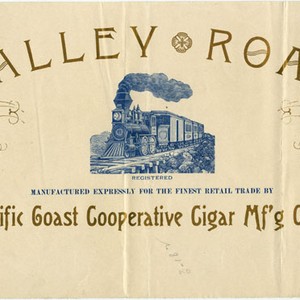 ALLEY ROA
REGISTERED
MANUFACTURED EXPRESSLY FOR THE FINEST RETAIL TRADE BY
ific Coast Cooperative Cigar Mf'g C